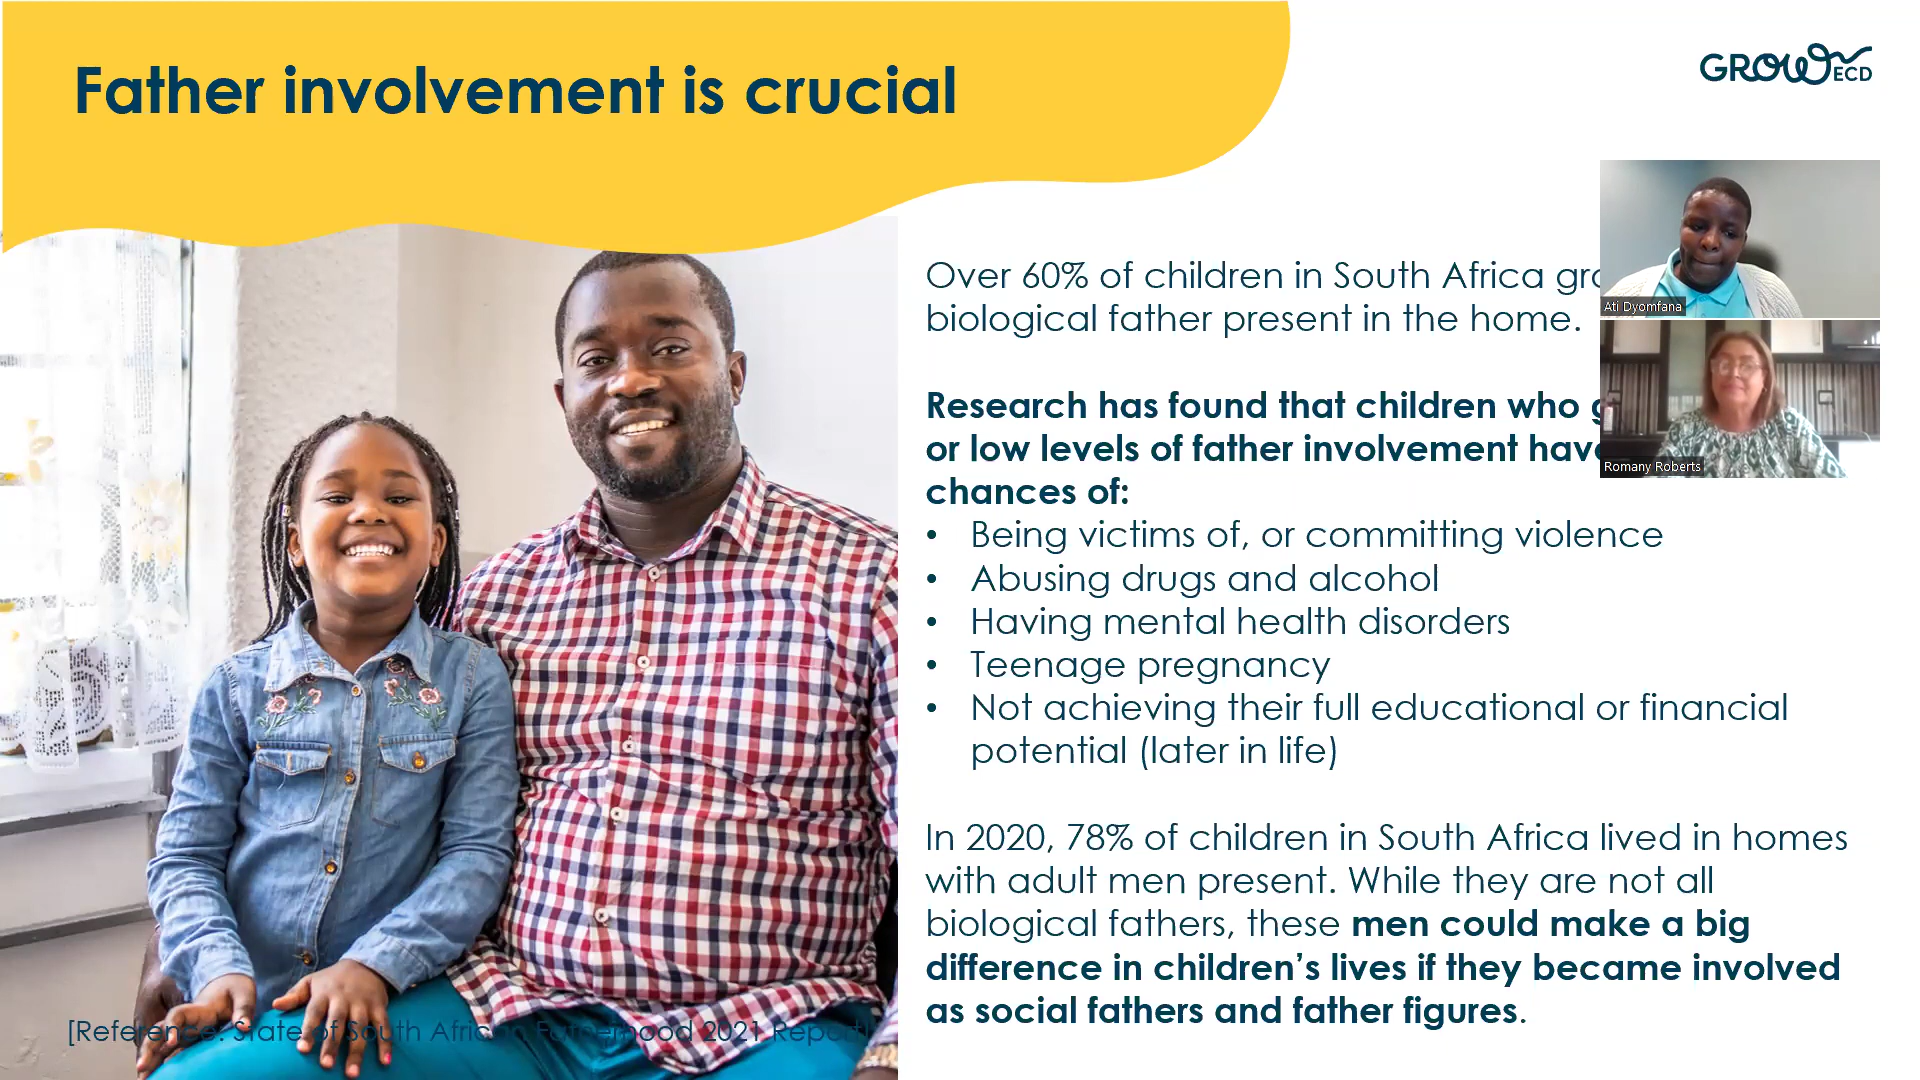 Father involvement is crucial
GROW ECD
Over 60% of children in South Africa
biological father present in the home.
Research has found that children who
or low levels of father involvement have
chances of:
• Being victims of, or committing violence
• Abusing drugs and alcohol
• Having mental health disorders
• Teenage pregnancy
• Not achieving their full educational or financial
potential (later in life)
In 2020, 78% of children in South Africa lived in homes
with adult men present. While they are not all
biological fathers, these men could make a big
difference in children's lives if they became involved
as social fathers and father figures.
[Reference: State of South African Fatherhood 2021 Report]
Ati Dyomfana
Romany Roberts